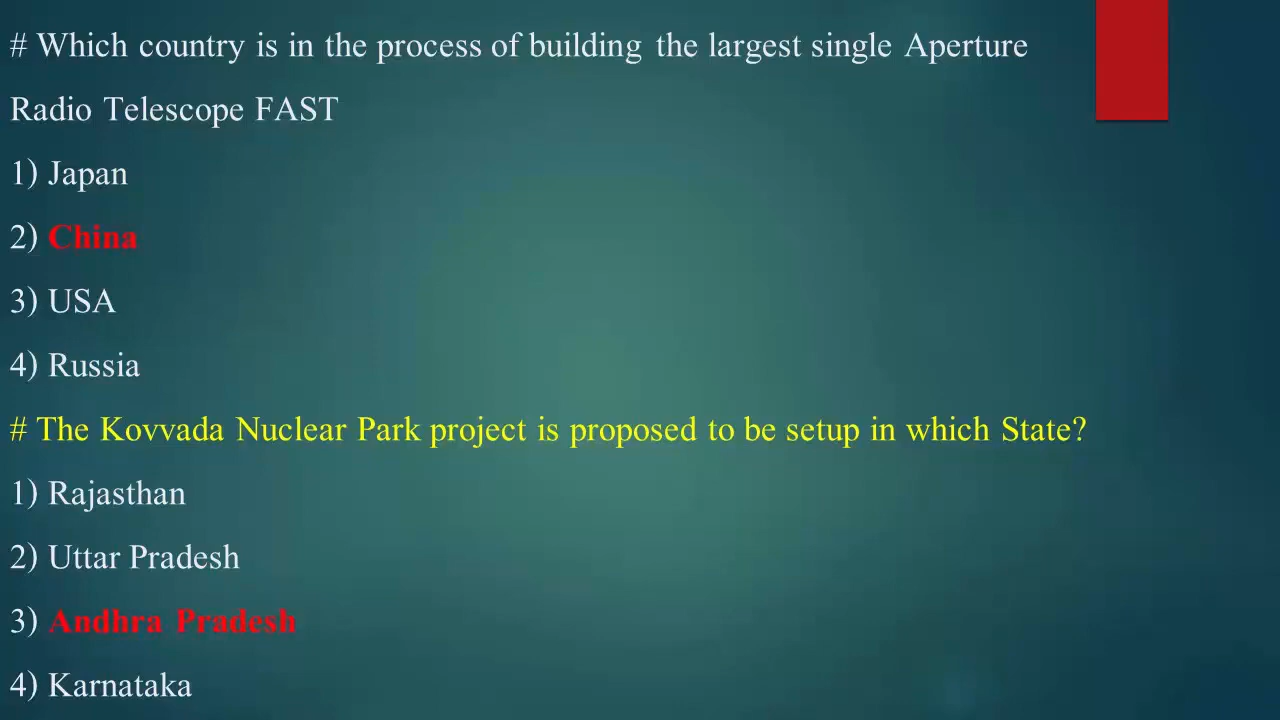 # Which country is in the process of building the largest single Aperture
Radio Telescope FAST
1) Japan
2) China
3) USA
4) Russia
# The Kovvada Nuclear Park project is proposed to be setup in which State?
1) Rajasthan
2) Uttar Pradesh
3) Andhra Pradesh
4) Karnataka